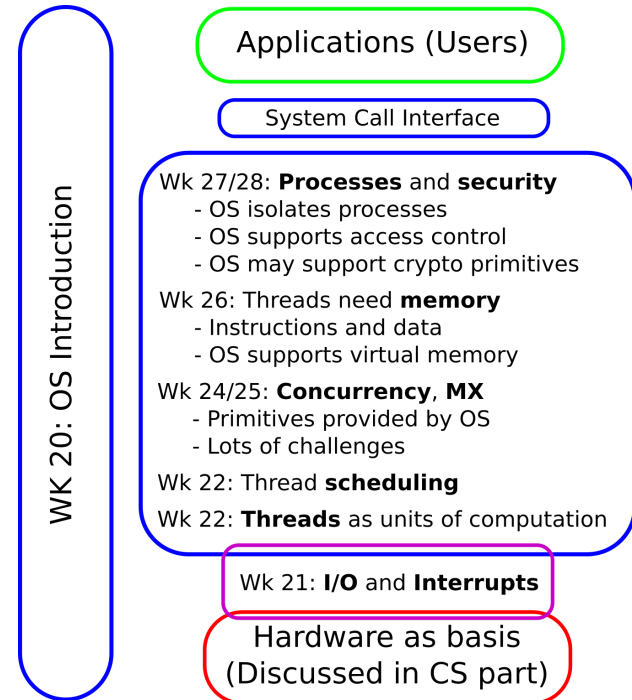 WK 20: OS Introduction
Applications (Users)
System Call Interface
Wk 27/28: Processes and security
- OS isolates processes
- OS supports access control
- OS may support crypto primitives
Wk 26: Threads need memory
- Instructions and data
- OS supports virtual memory
Wk 24/25: Concurrency, MX
- Primitives provided by OS
- Lots of challenges
Wk 22: Thread scheduling
Wk 22: Threads as units of computation
Wk 21: I/O and Interrupts
Hardware as basis
(Discussed in CS part)